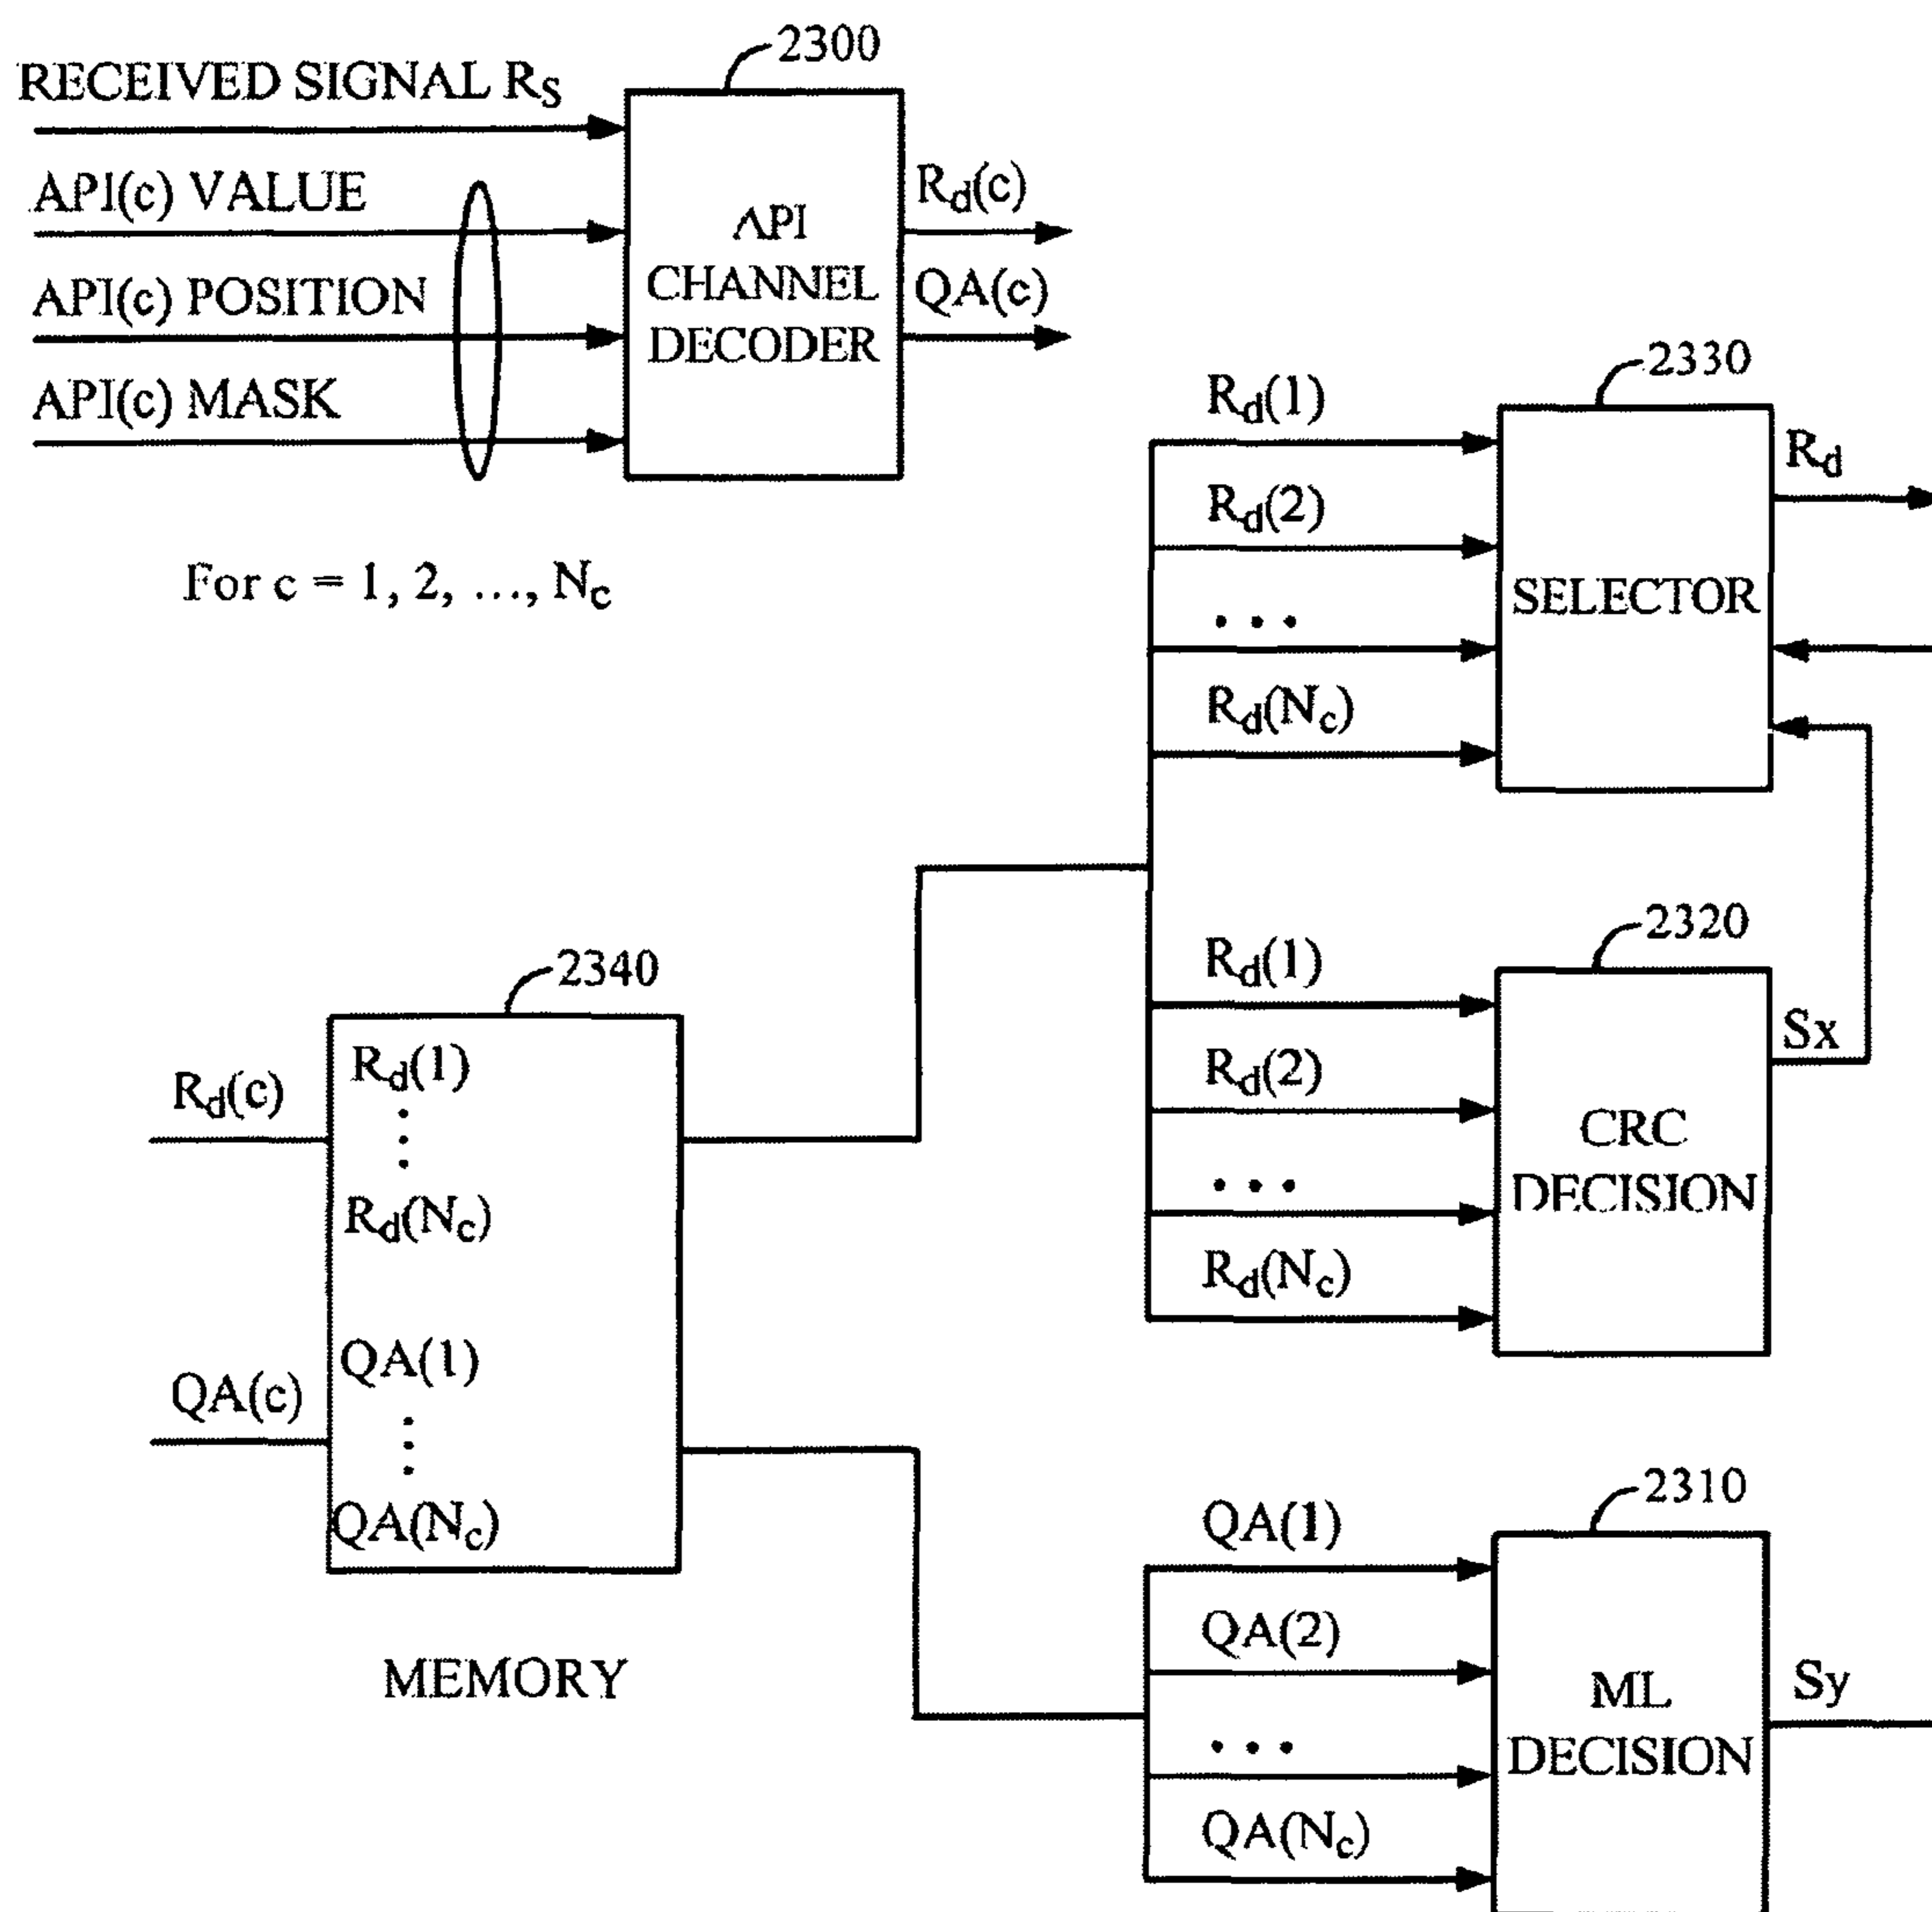 2300
RECEIVED SIGNAL RS
API(c) VALUE
API(c) POSITION
API(c) MASK
API
CHANNEL
DECODER
Rd(c)
QA(c)
For c = 1, 2, ..., Nc
2330
Rd(1)
Rd(2)
...
Rd(Nc)
SELECTOR
Rd
2320
Rd(1)
Rd(2)
...
Rd(Nc)
CRC
DECISION
Sx
2340
Rd(c)
QA(c)
Rd(1)
Rd(Nc)
QA(1)
QA(Nc)
MEMORY
2310
QA(1)
QA(2)
...
QA(Nc)
ML
DECISION
Sy